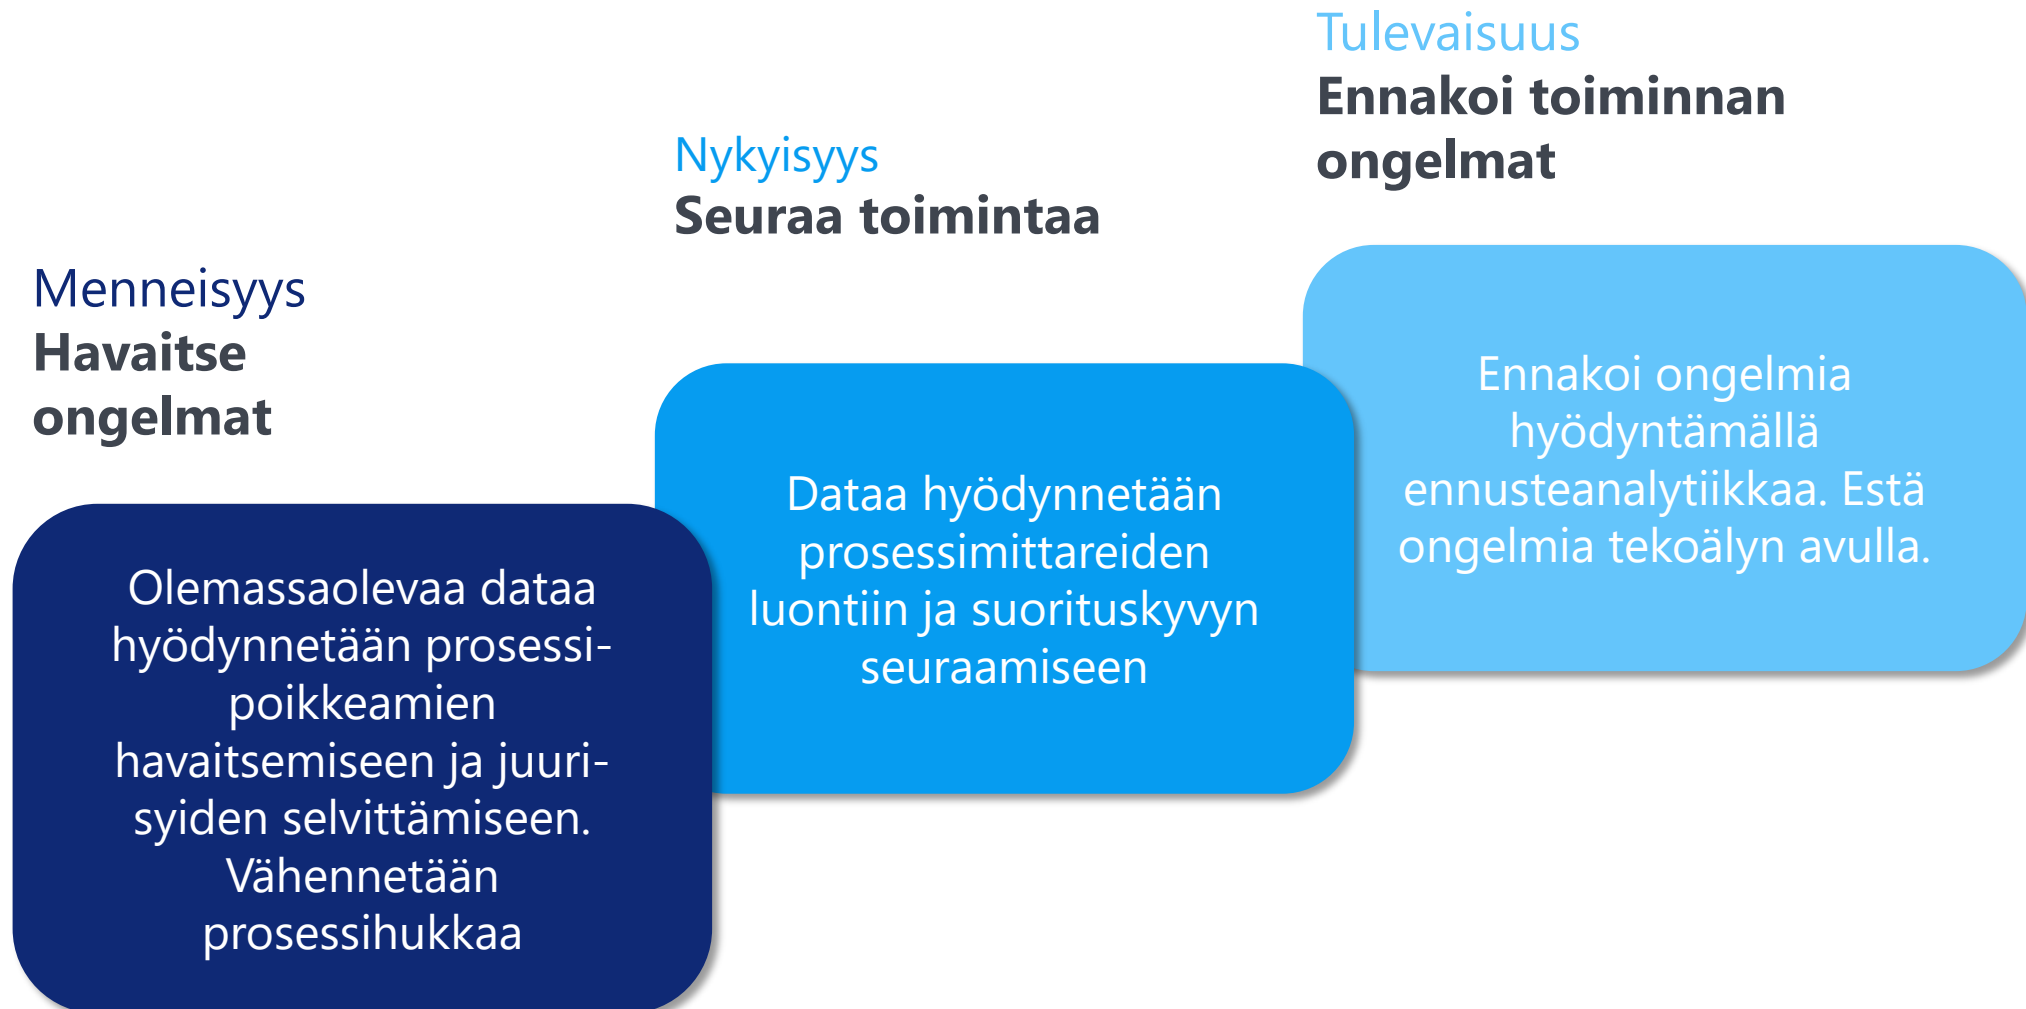 Menneisyys
Havaitse
ongelmat
Olemassaolevaa dataa
hyödynnetään prosessi-
poikkeamien
havaitsemiseen ja juuri-
syiden selvittämiseen.
Vähennetään
prosessihukkaa
Nykyisyys
Seuraa toimintaa
Dataa hyödynnetään
prosessimittareiden
luontiin ja suorituskyvyn
seuraamiseen
Tulevaisuus
Ennakoi toiminnan
ongelmat
Ennakoi ongelmia
hyödyntämällä
ennusteanalytiikkaa. Estä
ongelmia tekoälyn avulla.